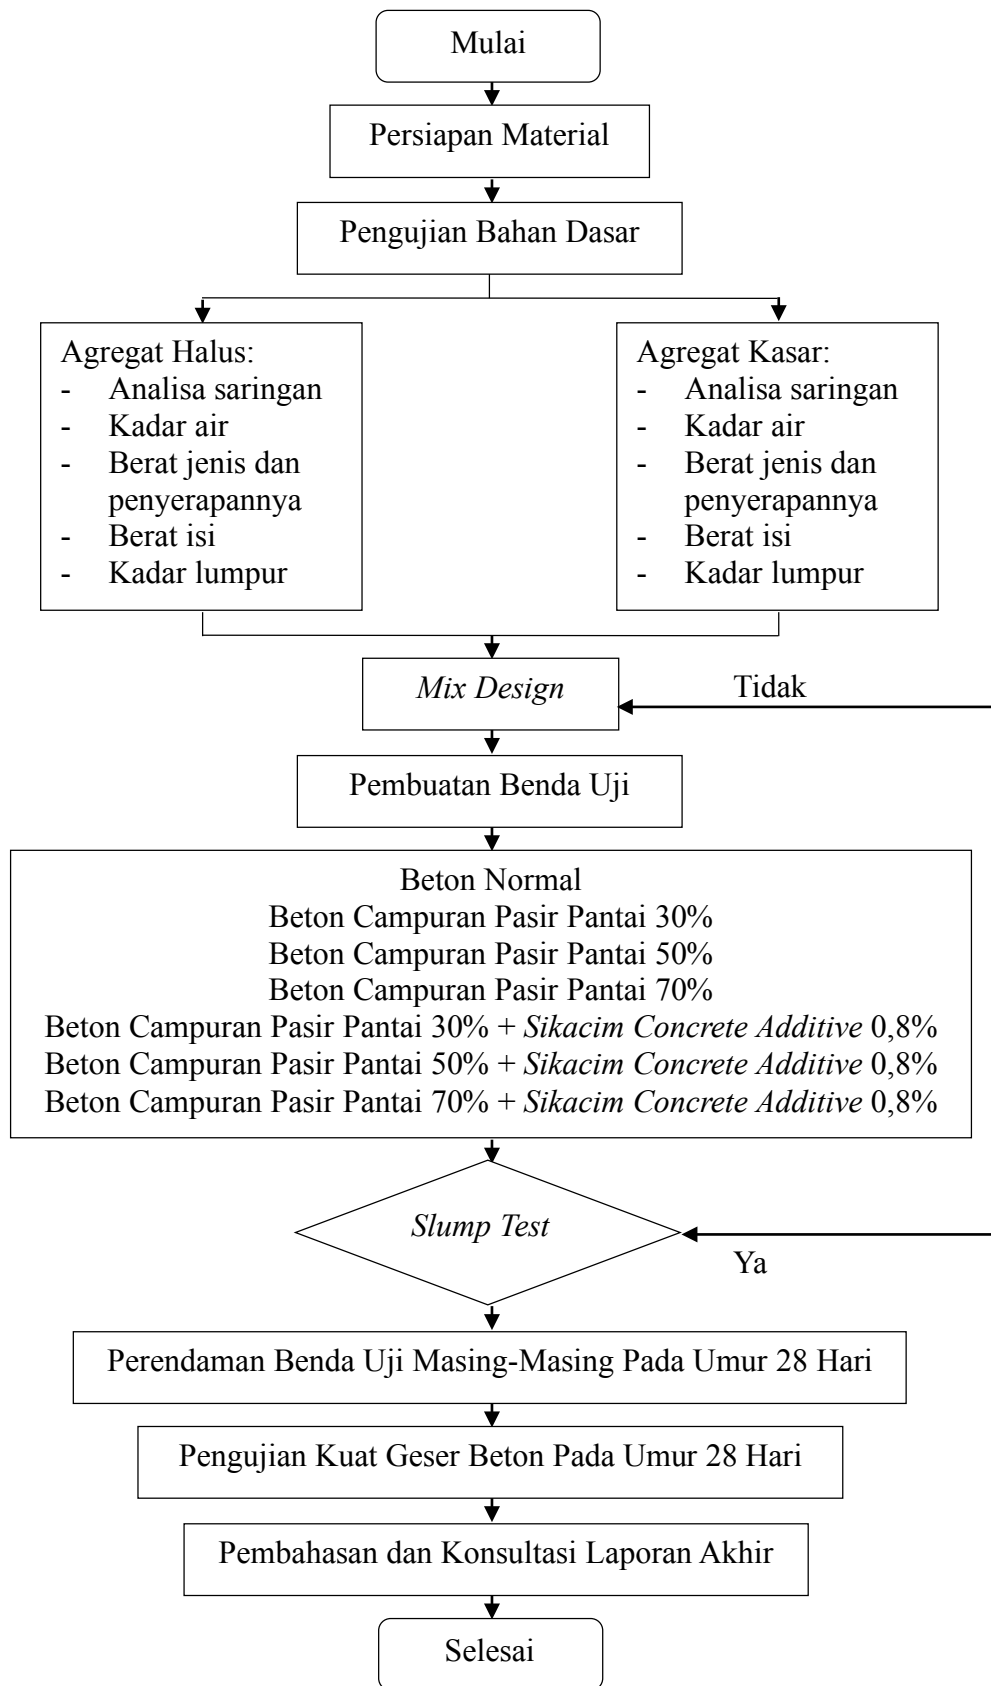 Mulai
Persiapan Material
Pengujian Bahan Dasar
Agregat Halus:
- Analisa saringan
- Kadar air
- Berat jenis dan
penyerapannya
- Berat isi
- Kadar lumpur
Agregat Kasar:
- Analisa saringan
- Kadar air
- Berat jenis dan
penyerapannya
- Berat isi
- Kadar lumpur
Mix Design
Tidak
Pembuatan Benda Uji
Beton Normal
Beton Campuran Pasir Pantai 30%
Beton Campuran Pasir Pantai 50%
Beton Campuran Pasir Pantai 70%
Beton Campuran Pasir Pantai 30% + Sikacim Concrete Additive 0,8%
Beton Campuran Pasir Pantai 50% + Sikacim Concrete Additive 0,8%
Beton Campuran Pasir Pantai 70% + Sikacim Concrete Additive 0,8%
Slump Test
Ya
Perendaman Benda Uji Masing-Masing Pada Umur 28 Hari
Pengujian Kuat Geser Beton Pada Umur 28 Hari
Pembahasan dan Konsultasi Laporan Akhir
Selesai